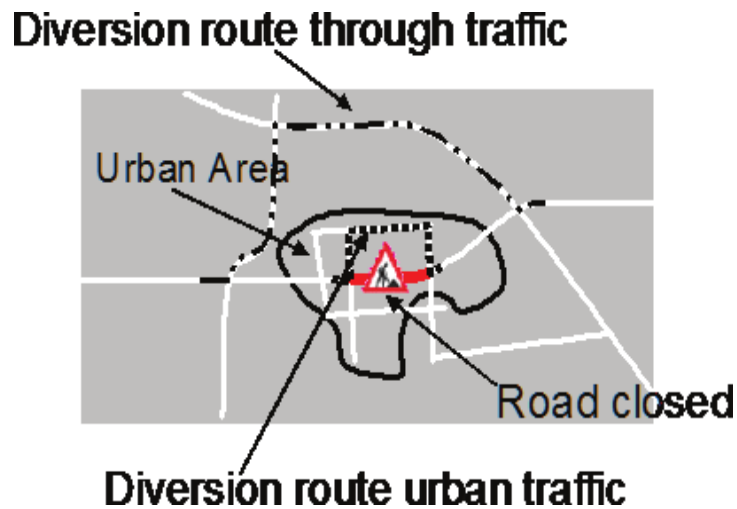 Diversion route through traffic
Urban Area
Road closed
Diversion route urban traffic